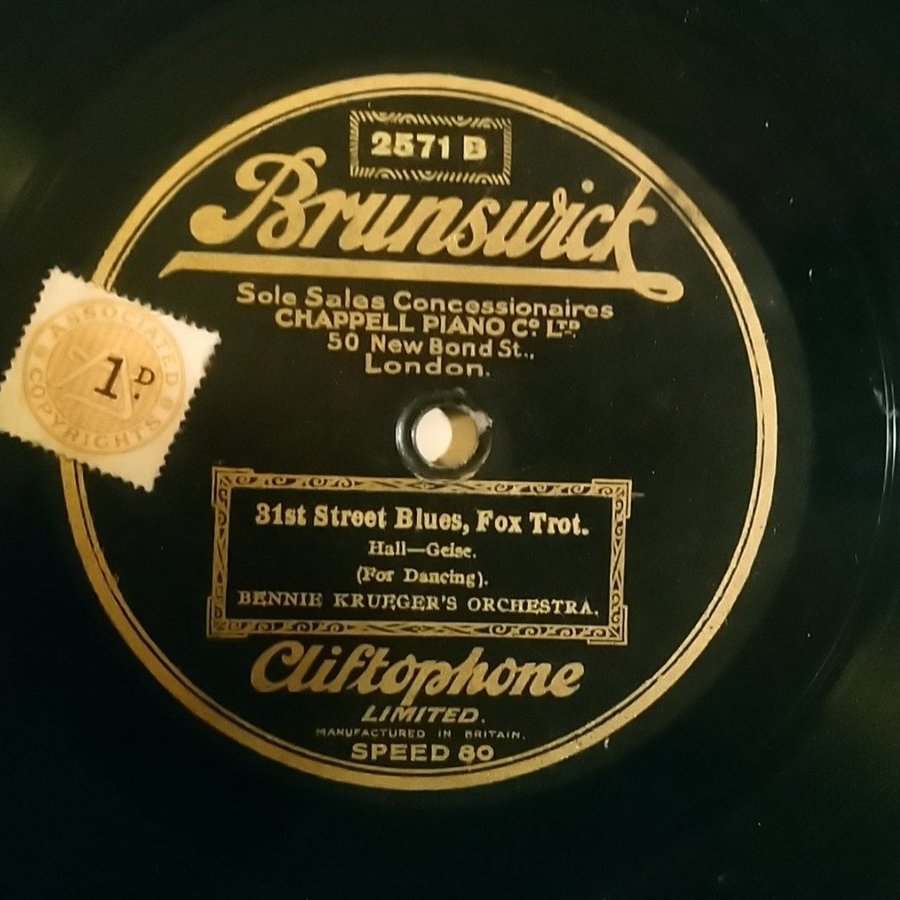 2571 B
Brunswick
Sole Sales Concessionaires
CHAPPELL PIANO Cº LTD
50 New Bond St.,
London.
ASSOCIATED
COPYRIGHTS
1D.
31st Street Blues, Fox Trot.
Hall—Geise.
(For Dancing).
BENNIE KRUEGER'S ORCHESTRA.
Cliftophone
LIMITED.
MANUFACTURED IN BRITAIN.
SPEED 80